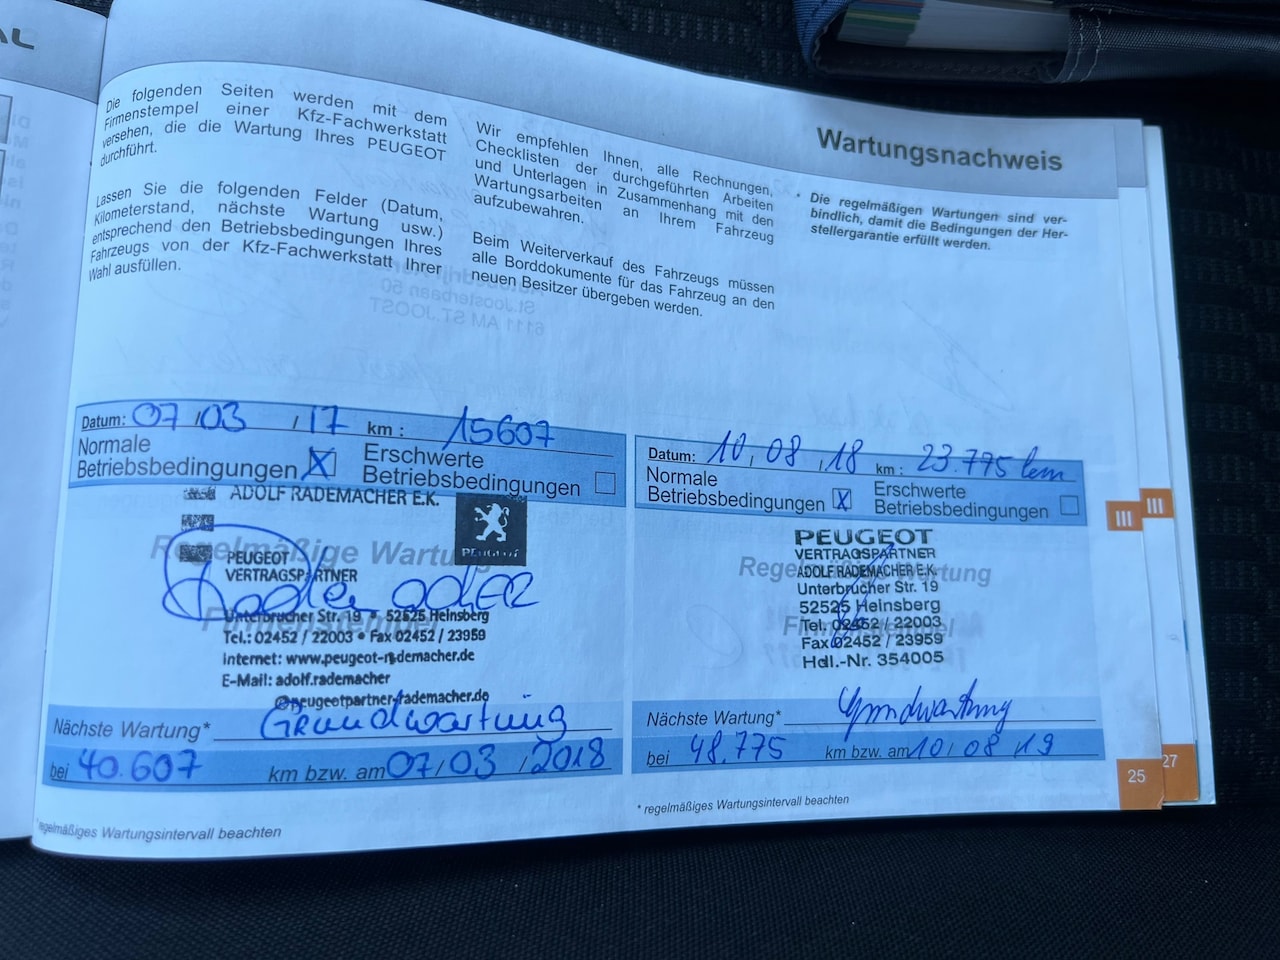 AL
Wartungsnachweis
Die folgenden Seiten werden mit dem
Firmenstempel einer Kfz-Fachwerkstatt
versehen, die die Wartung Ihres PEUGEOT
durchführt.
Lassen Sie die folgenden Felder (Datum,
Kilometerstand, nächste Wartung usw.)
entsprechend den Betriebsbedingungen Ihres
Fahrzeugs von der Kfz-Fachwerkstatt Ihrer
Wahl ausfüllen.
Wir empfehlen Ihnen, alle Rechnungen,
Checklisten der durchgeführten Arbeiten
und Unterlagen in Zusammenhang mit den
Wartungsarbeiten an Ihrem Fahrzeug
aufzubewahren.
Beim Weiterverkauf des Fahrzeugs müssen
alle Borddokumente für das Fahrzeug an den
neuen Besitzer übergeben werden.
• Die regelmäßigen Wartungen sind ver-
bindlich, damit die Bedingungen der Her-
stellergarantie erfüllt werden.
Datum: 07/03/17 km: 15607
Normale
Betriebsbedingungen X
Erschwerte
Betriebsbedingungen
ADOLF RADEMACHER E.K.
PEUGEOT
Regelmäßige Wartung
PEUGEOT
VERTRAGSPARTNER
Rademacher
Unterbrucher Str. 19 • 52525 Heinsberg
Tel.: 02452 / 22003 • Fax 02452 / 23959
Internet: www.peugeot-rademacher.de
E-Mail: adolf.rademacher
@peugeotpartner-rademacher.de
Nächste Wartung* Grundwartung
bei 40.607 km bzw. am 07/03/2018
*regelmäßiges Wartungsintervall beachten
Datum: 10/08/18 km: 23.775 km
Normale
Betriebsbedingungen X
Erschwerte
Betriebsbedingungen
PEUGEOT
VERTRAGSPARTNER
ADOLF RADEMACHER E.K.
Regelmäßige Wartung
Unterbrucher Str. 19
52525 Heinsberg
Tel. 02452 / 22003
Fax 02452 / 23959
Hdl.-Nr. 354005
Nächste Wartung* Grundwartung
bei 48.775 km bzw. am 10/08/19
* regelmäßiges Wartungsintervall beachten
III
III
25
27